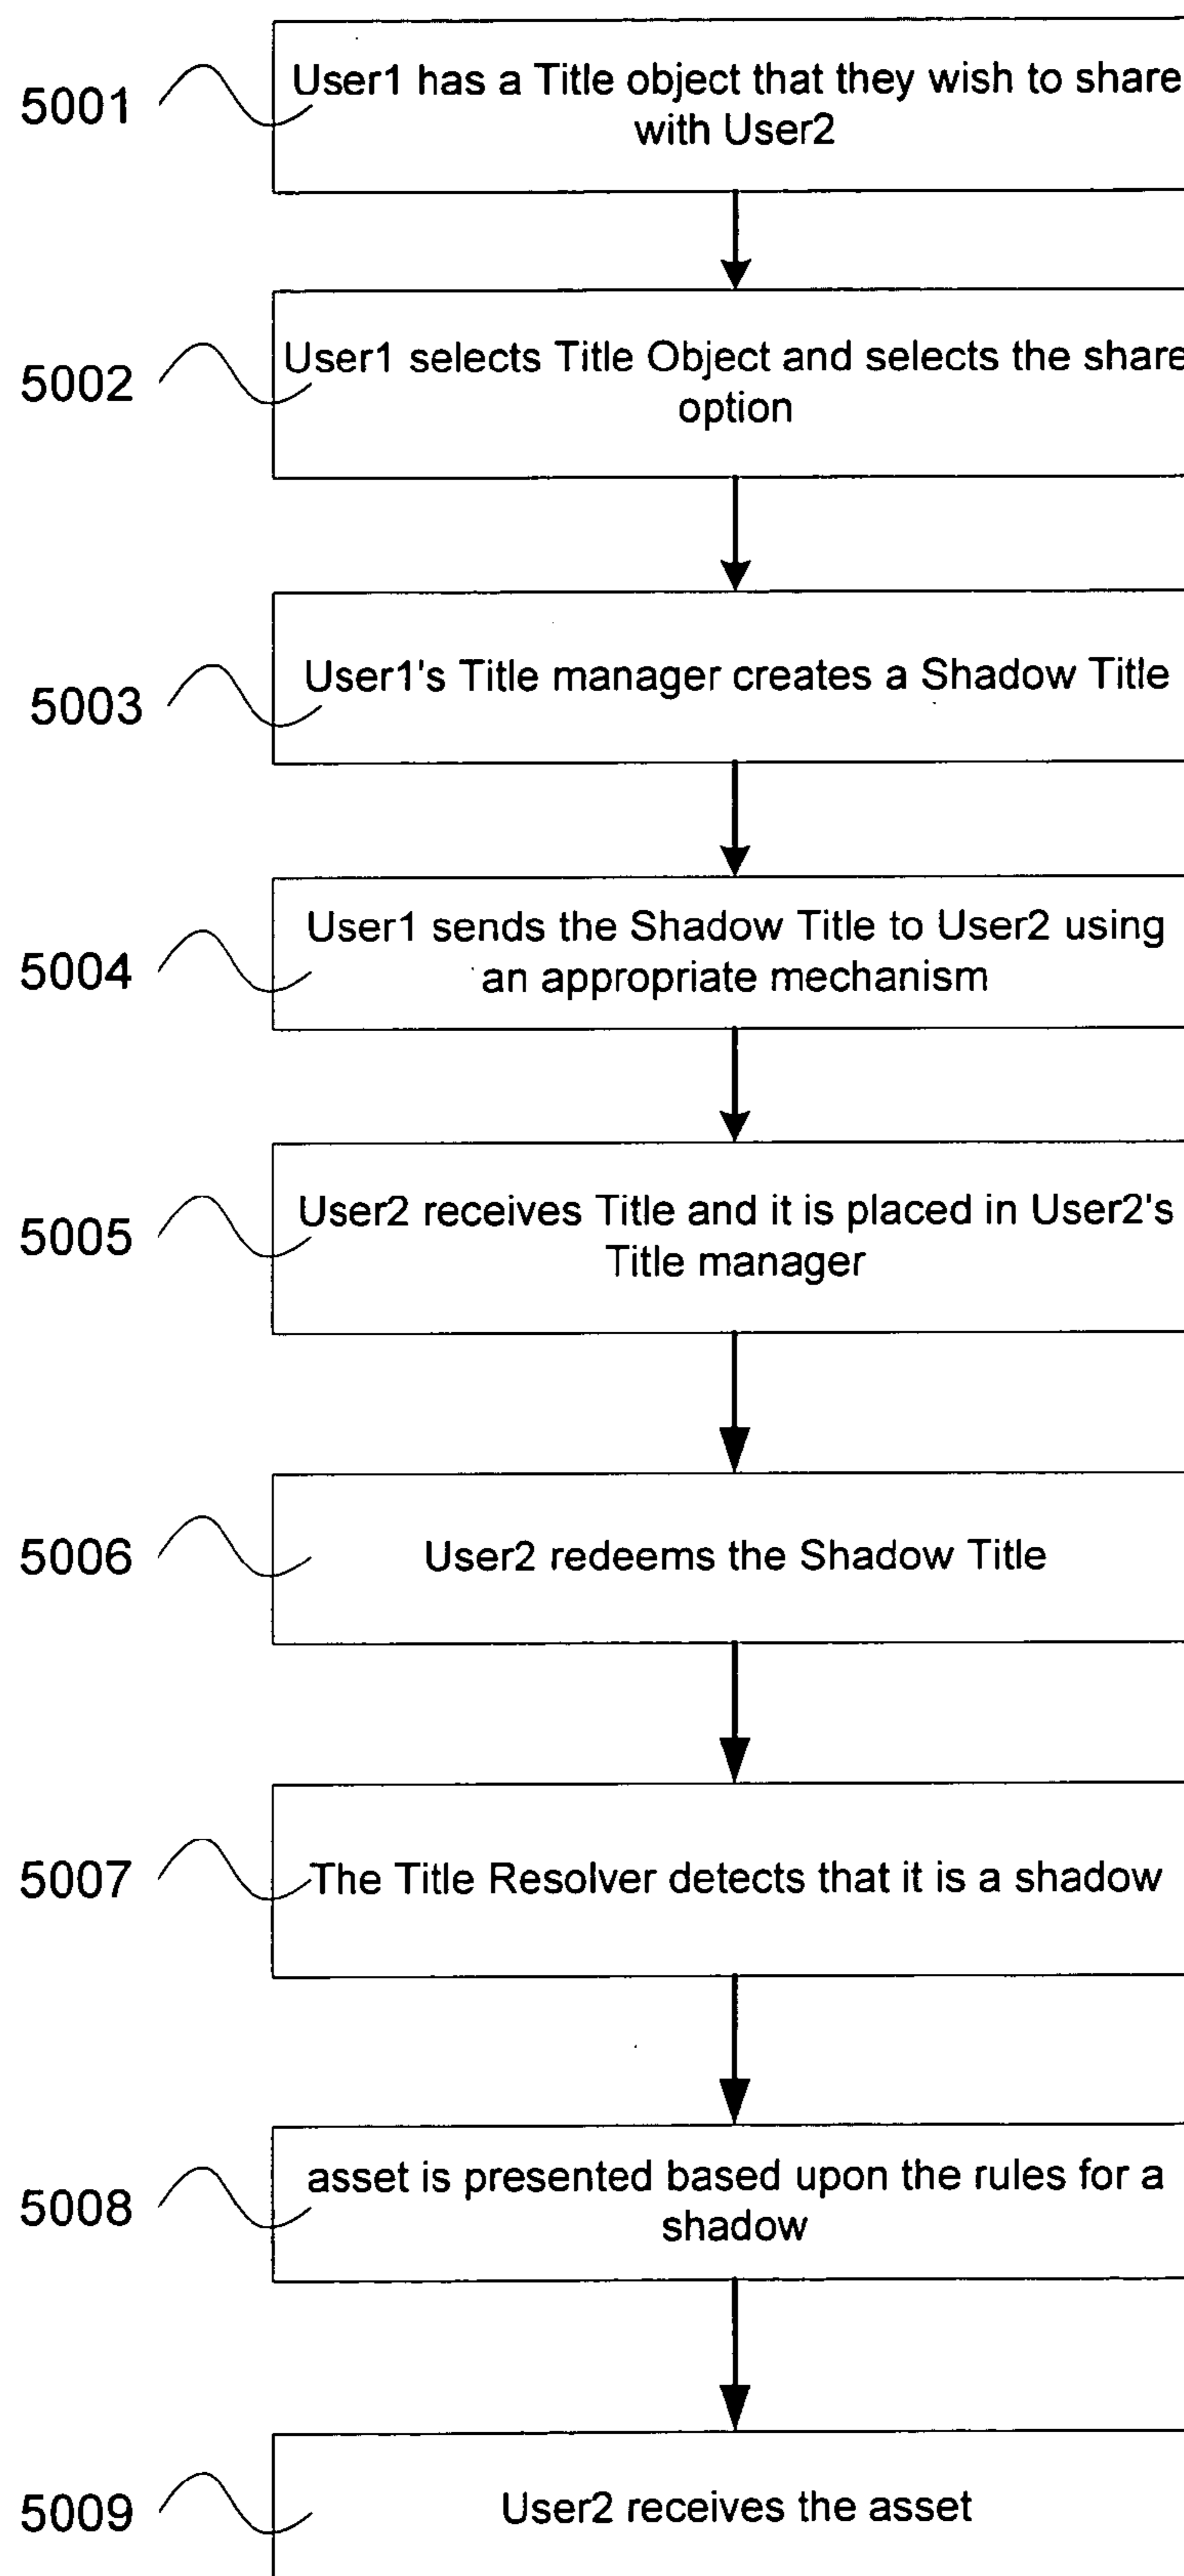 5001
User1 has a Title object that they wish to share
with User2
5002
User1 selects Title Object and selects the share
option
5003
User1's Title manager creates a Shadow Title
5004
User1 sends the Shadow Title to User2 using
an appropriate mechanism
5005
User2 receives Title and it is placed in User2's
Title manager
5006
User2 redeems the Shadow Title
5007
The Title Resolver detects that it is a shadow
5008
asset is presented based upon the rules for a
shadow
5009
User2 receives the asset